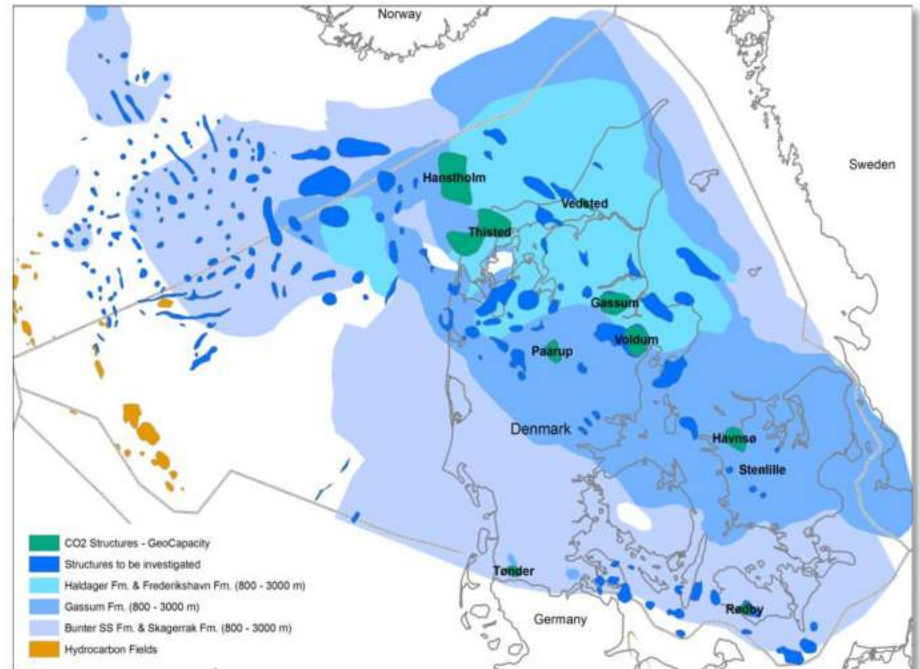 Norway
Sweden
Hanstholm
Vedsted
Thisted
Gassum
Voldum
Paarup
Denmark
Havnsø
Stenlille
Tønder
Rødby
Germany
CO2 Structures - GeoCapacity
Structures to be investigated
Haldager Fm. & Frederikshavn Fm. (800 - 3000 m)
Gassum Fm. (800 - 3000 m)
Bunter SS Fm. & Skagerrak Fm. (800 - 3000 m)
Hydrocarbon Fields